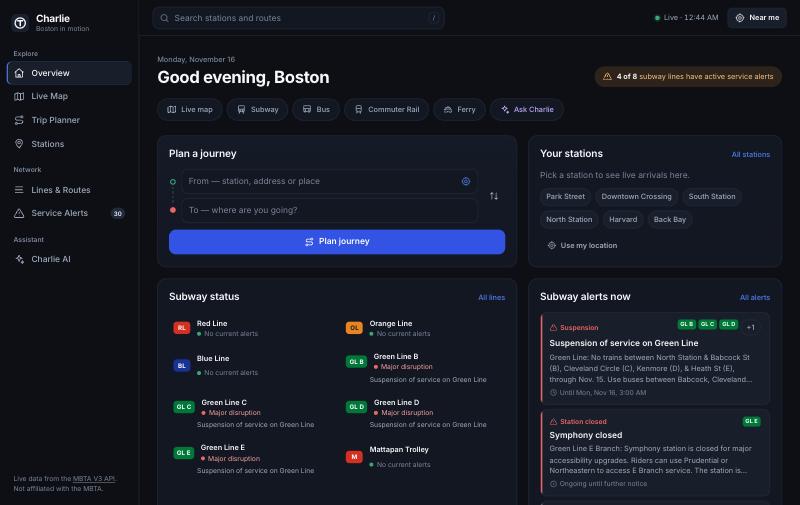 Charlie
Boston in motion
Explore
Overview
Live Map
Trip Planner
Stations
Network
Lines & Routes
Service Alerts 30
Assistant
Charlie AI
Live data from the MBTA V3 API.
Not affiliated with the MBTA.
Search stations and routes /
Live · 12:44 AM
Near me
Monday, November 16
Good evening, Boston
4 of 8 subway lines have active service alerts
Live map
Subway
Bus
Commuter Rail
Ferry
Ask Charlie
Plan a journey
From — station, address or place
To — where are you going?
Plan journey
Your stations
All stations
Pick a station to see live arrivals here.
Park Street
Downtown Crossing
South Station
North Station
Harvard
Back Bay
Use my location
Subway status
All lines
RL Red Line
No current alerts
OL Orange Line
No current alerts
BL Blue Line
No current alerts
GL B Green Line B
Major disruption
Suspension of service on Green Line
GL C Green Line C
Major disruption
Suspension of service on Green Line
GL D Green Line D
Major disruption
Suspension of service on Green Line
GL E Green Line E
Major disruption
Suspension of service on Green Line
M Mattapan Trolley
No current alerts
Subway alerts now
All alerts
Suspension
GL B GL C GL D +1
Suspension of service on Green Line
Green Line: No trains between North Station & Babcock St
(B), Cleveland Circle (C), Kenmore (D), & Heath St (E),
through Nov. 15. Use buses between Babcock, Cleveland...
Until Mon, Nov 16, 3:00 AM
Station closed
GL E
Symphony closed
Green Line E Branch: Symphony station is closed for major
accessibility upgrades. Riders can use Prudential or
Northeastern to access E Branch service. The station is...
Ongoing until further notice